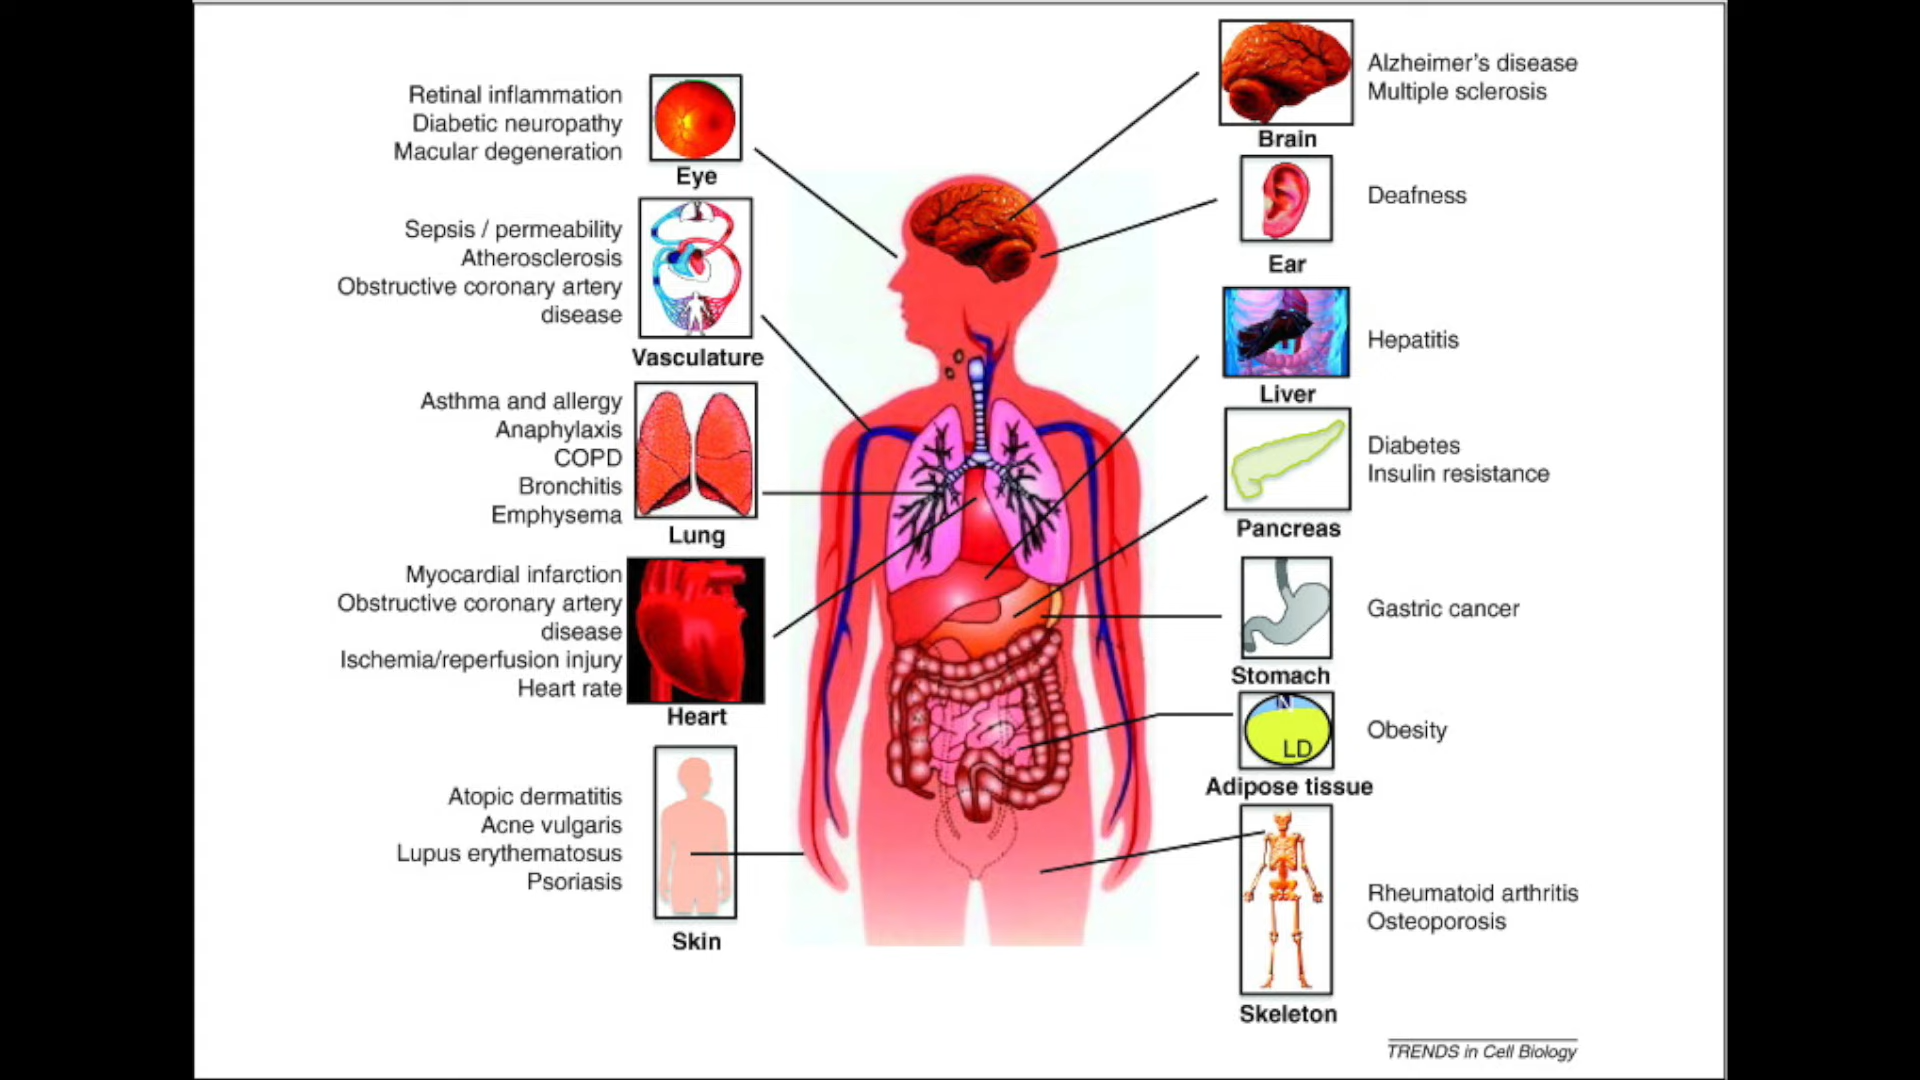 Retinal inflammation
Diabetic neuropathy
Macular degeneration
Eye
Sepsis / permeability
Atherosclerosis
Obstructive coronary artery
disease
Vasculature
Asthma and allergy
Anaphylaxis
COPD
Bronchitis
Emphysema
Lung
Myocardial infarction
Obstructive coronary artery
disease
Ischemia/reperfusion injury
Heart rate
Heart
Atopic dermatitis
Acne vulgaris
Lupus erythematosus
Psoriasis
Skin
Alzheimer's disease
Multiple sclerosis
Brain
Deafness
Ear
Hepatitis
Liver
Diabetes
Insulin resistance
Pancreas
Gastric cancer
Stomach
N
LD
Obesity
Adipose tissue
Rheumatoid arthritis
Osteoporosis
Skeleton
TRENDS in Cell Biology